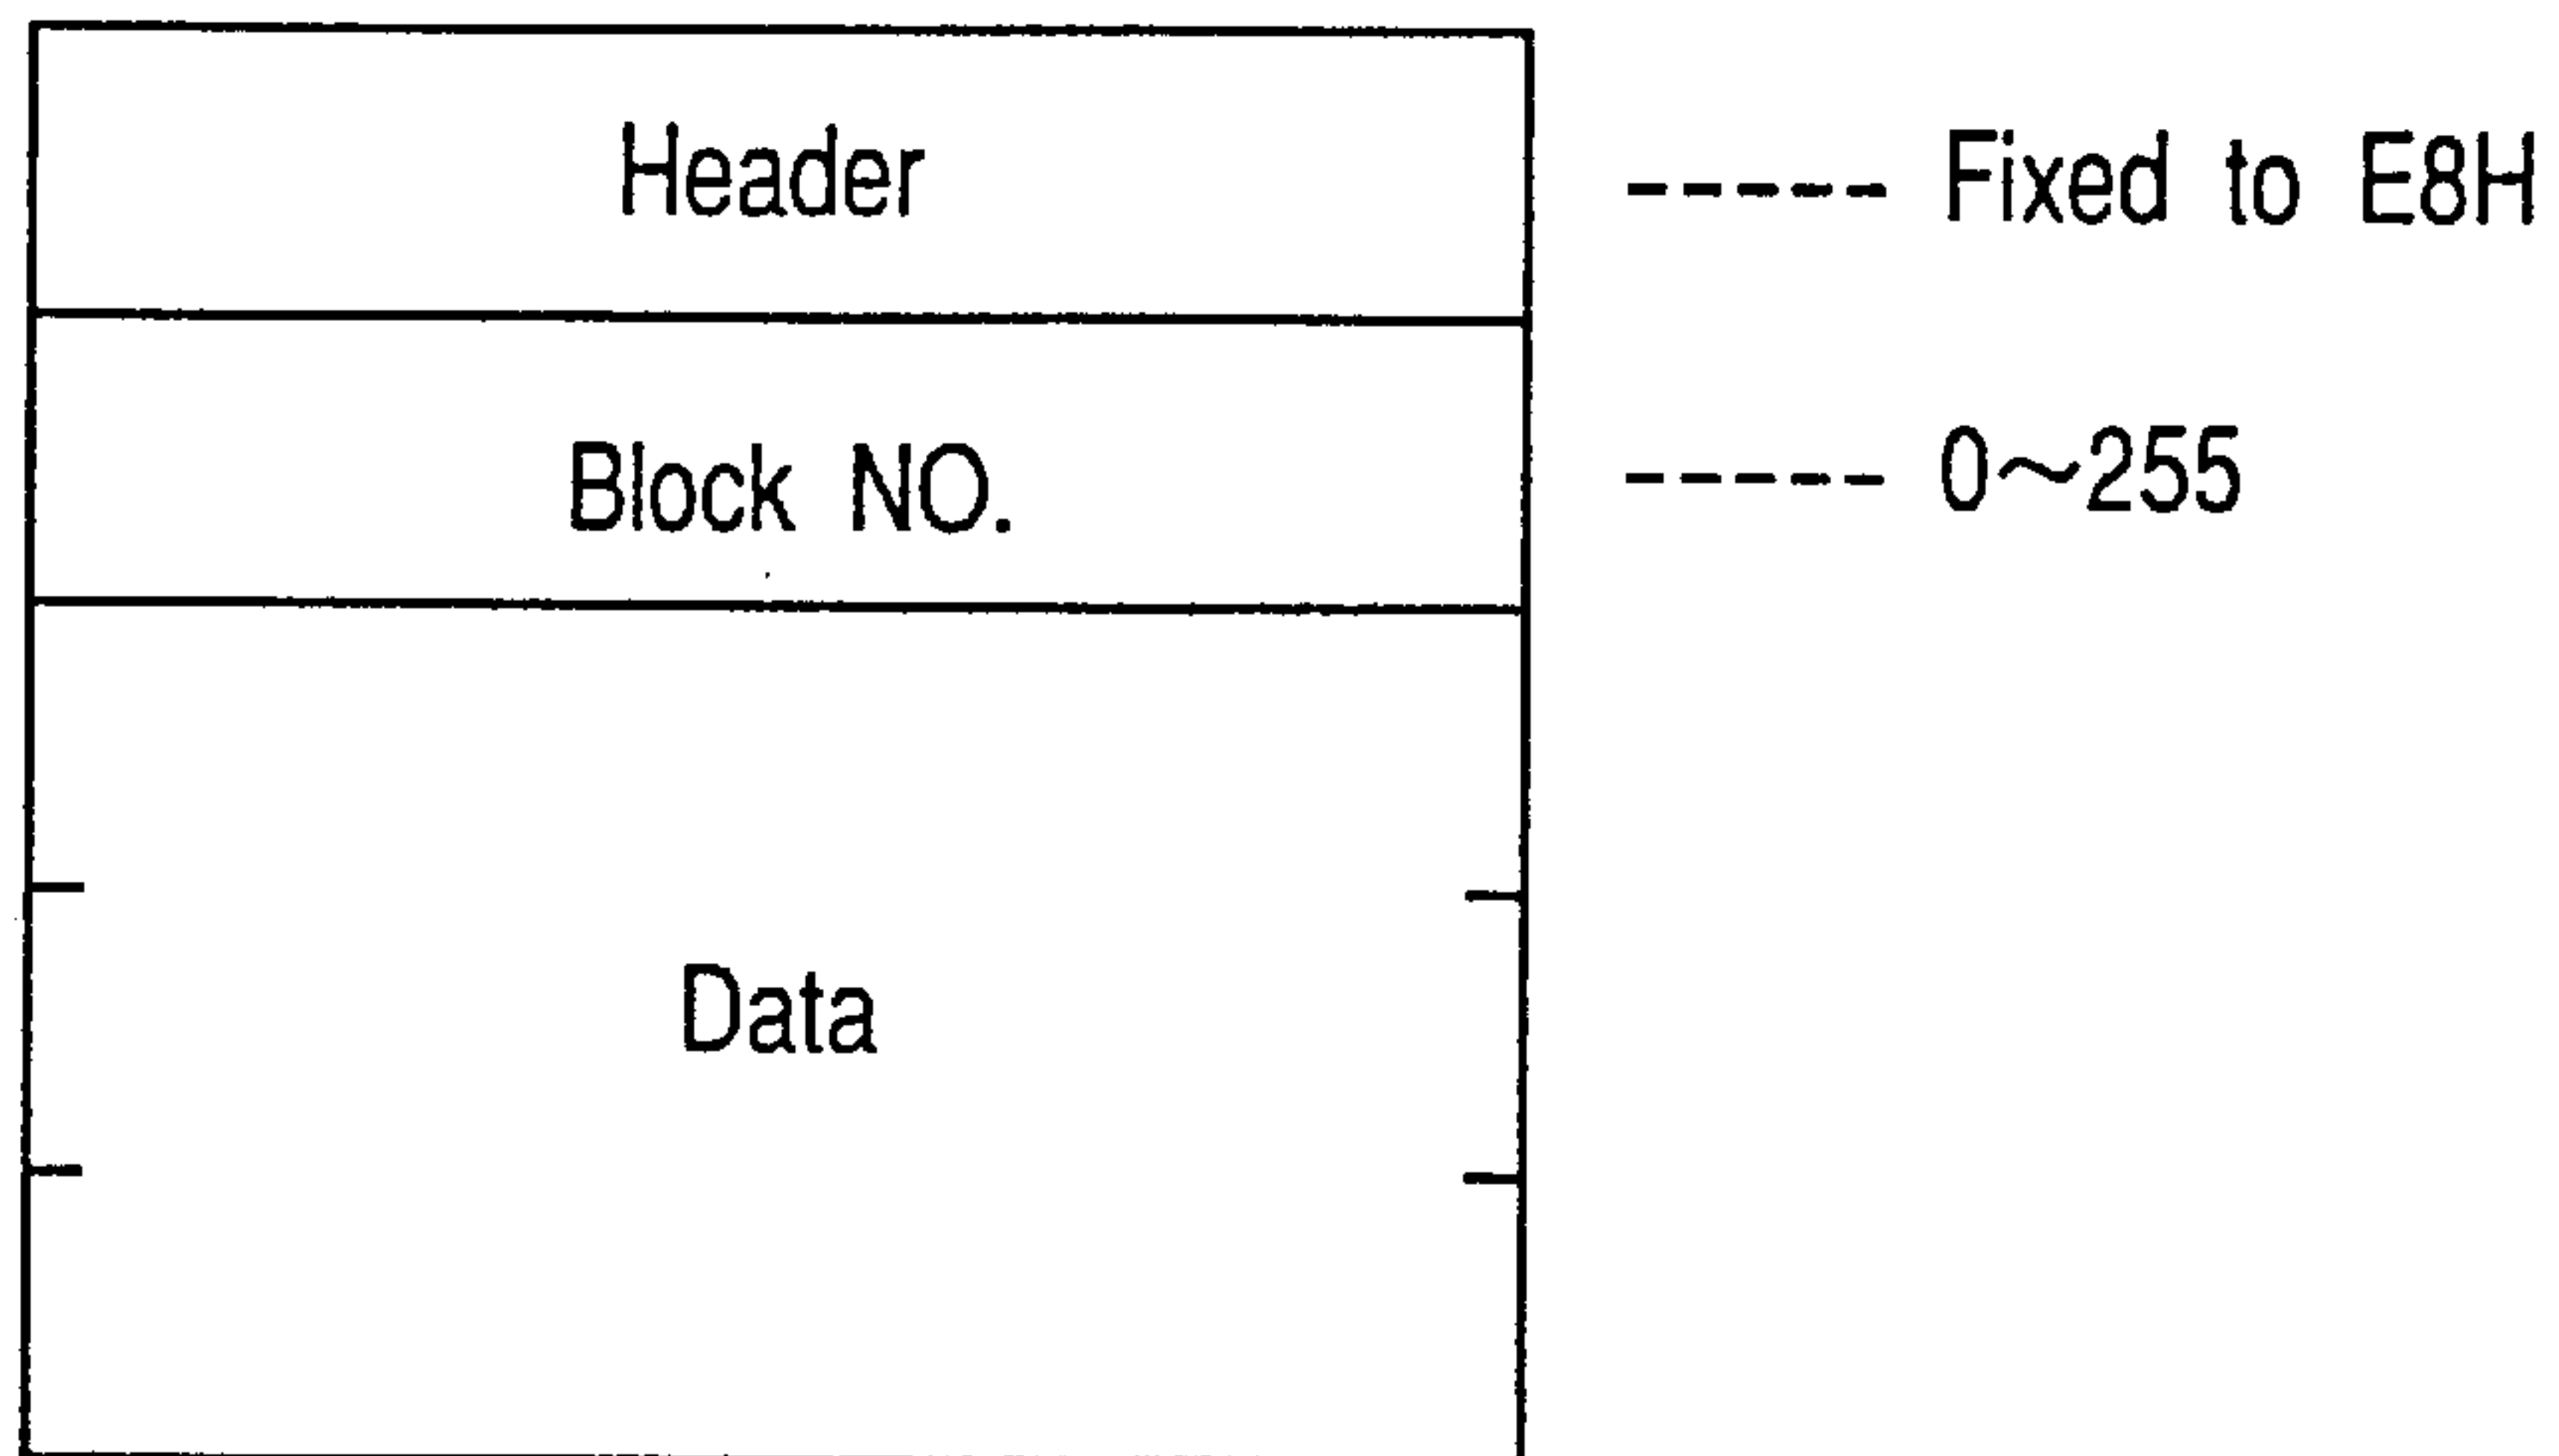 Header ----- Fixed to E8H
Block NO. ----- 0~255
Data